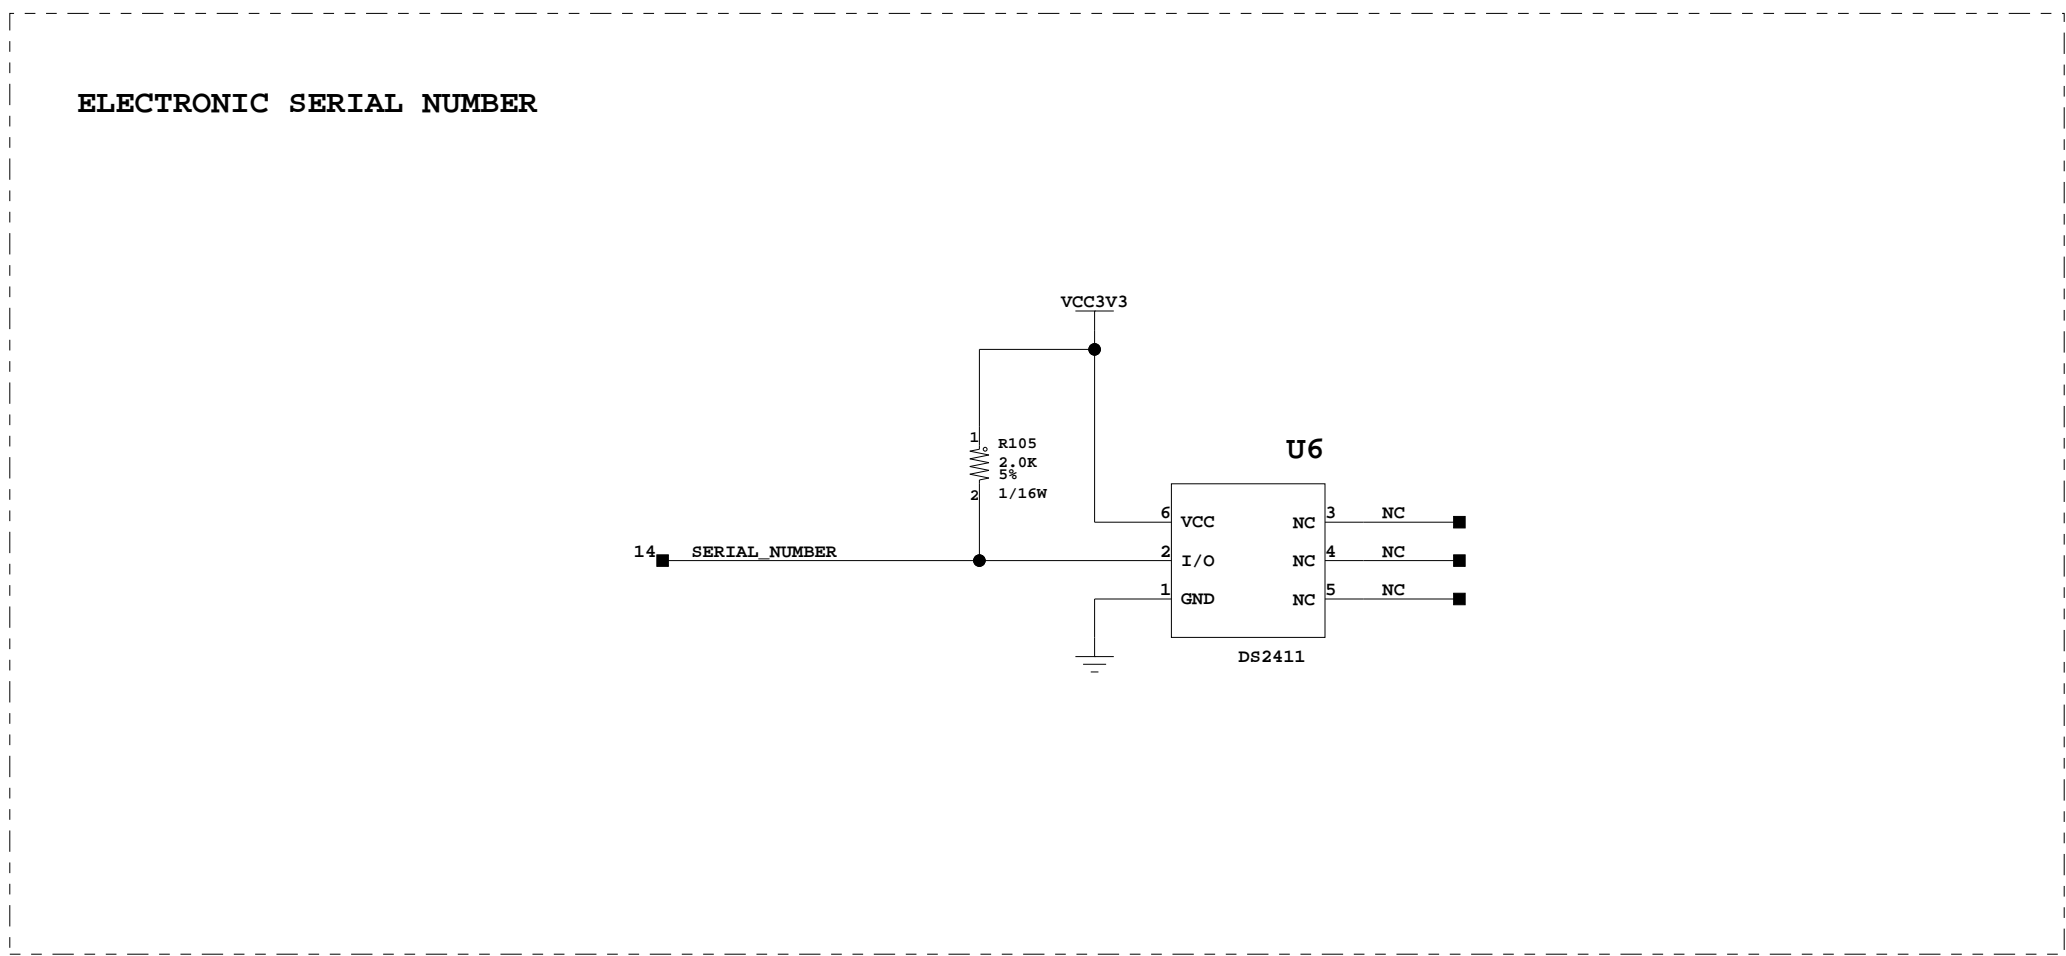 ELECTRONIC SERIAL NUMBER
VCC3V3
1
R105
2.0K
5%
2
1/16W
U6
6 VCC
NC 3 NC
14 SERIAL_NUMBER
2 I/O
NC 4 NC
1 GND
NC 5 NC
DS2411